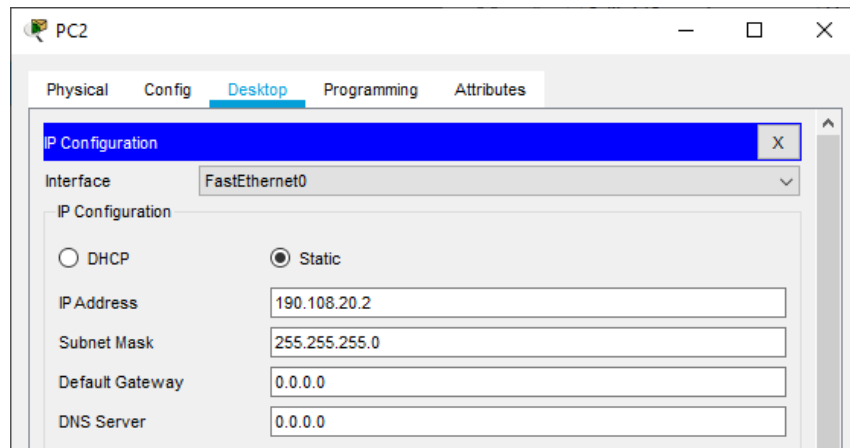 PC2
Physical Config Desktop Programming Attributes
IP Configuration X
Interface FastEthernet0
IP Configuration
DHCP Static
IP Address 190.108.20.2
Subnet Mask 255.255.255.0
Default Gateway 0.0.0.0
DNS Server 0.0.0.0